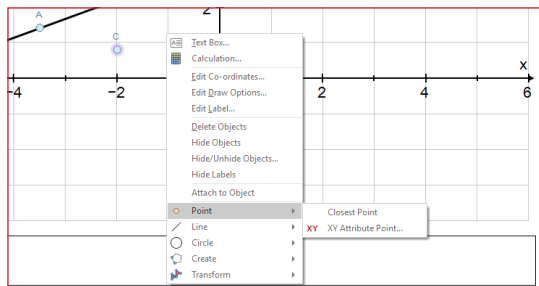 2
A
C
x
-4
-2
2
4
6
Text Box...
Calculation...
Edit Co-ordinates...
Edit Draw Options...
Edit Label...
Delete Objects
Hide Objects
Hide/Unhide Objects...
Hide Labels
Attach to Object
Point
Closest Point
Line
XY XY Attribute Point...
Circle
Create
Transform